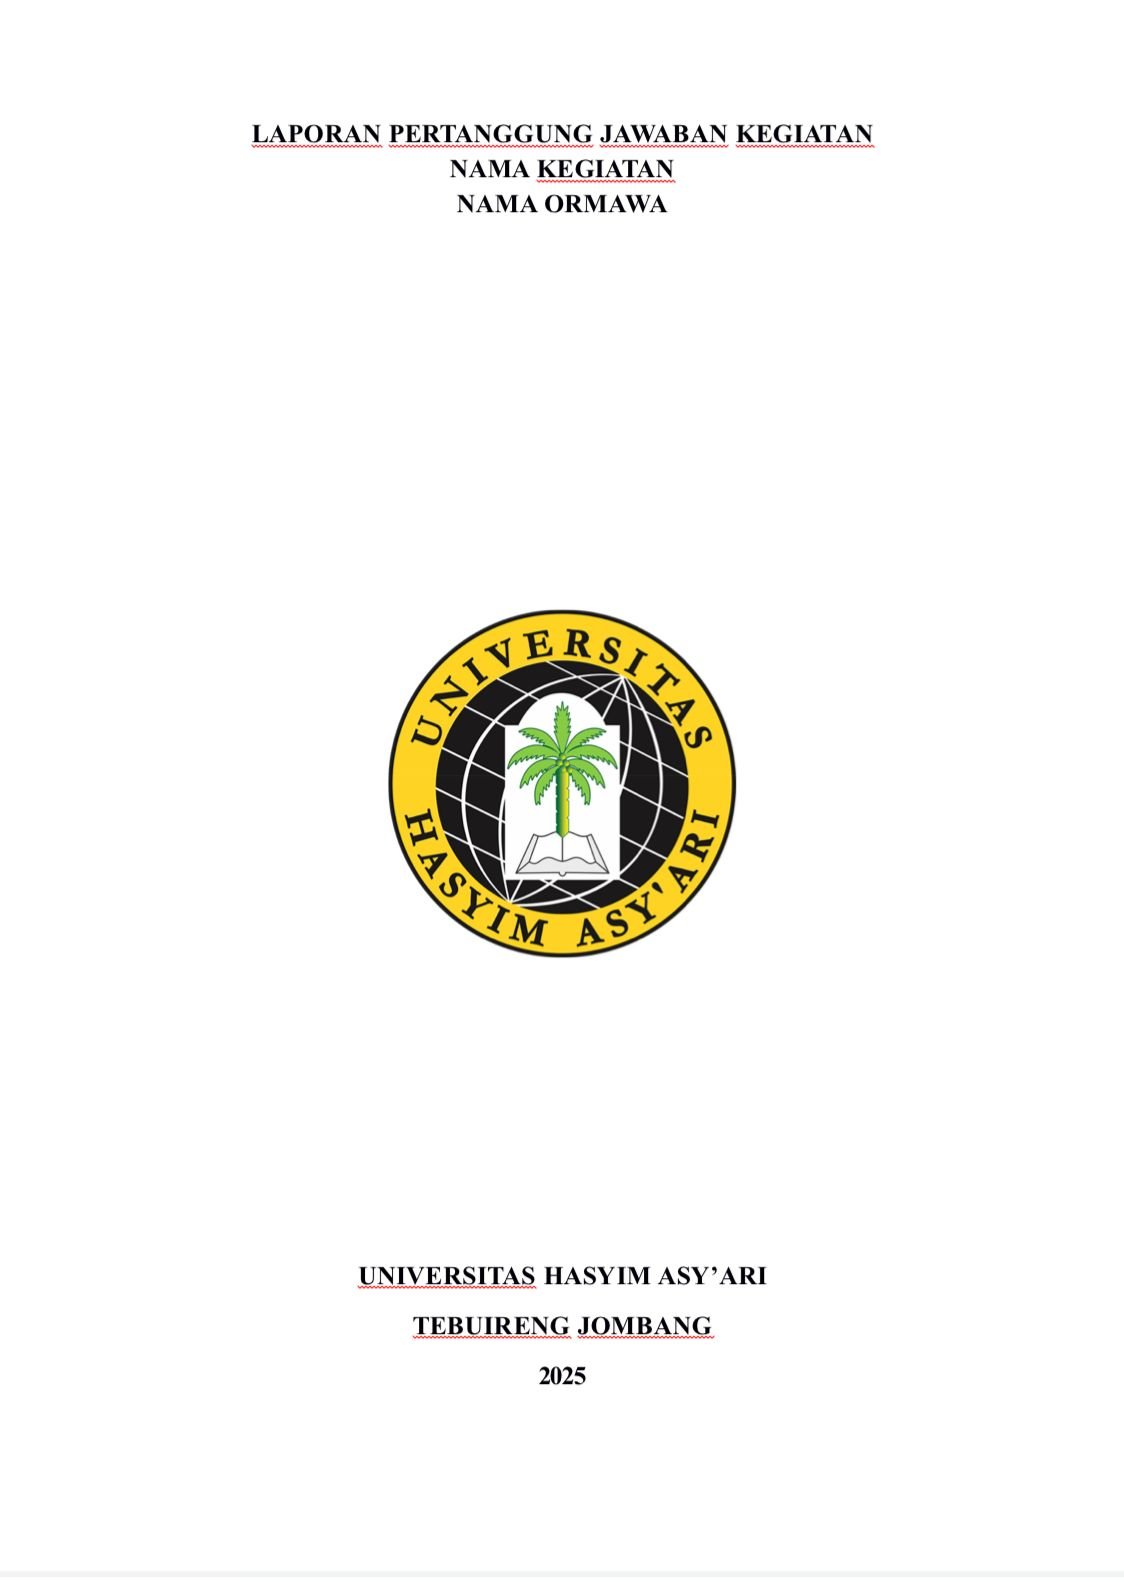 LAPORAN PERTANGGUNG JAWABAN KEGIATAN
NAMA KEGIATAN
NAMA ORMAWA
UNIVERSITAS
HASYIM ASY'ARI
UNIVERSITAS HASYIM ASY’ARI
TEBUIRENG JOMBANG
2025